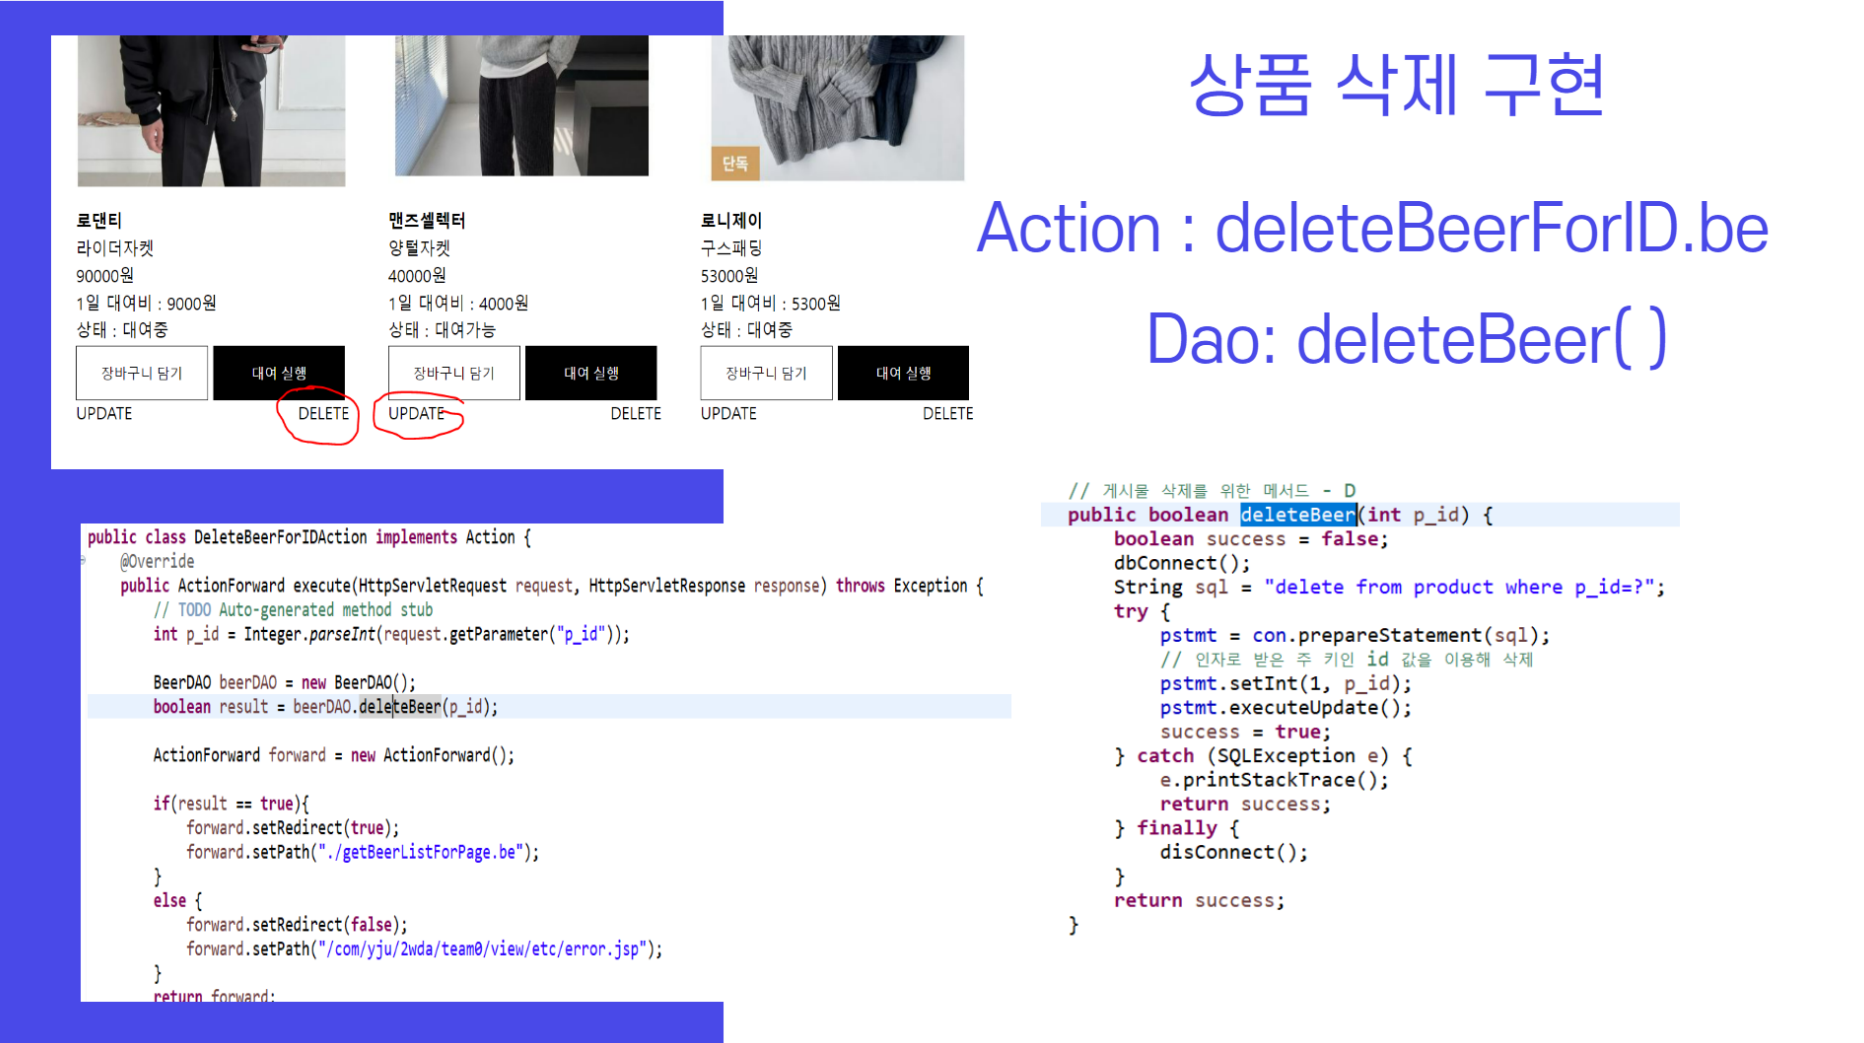 상품 삭제 구현
Action : deleteBeerForID.be
Dao: deleteBeer( )
단독
로댄티
라이더자켓
90000원
1일 대여비 : 9000원
상태 : 대여중
장바구니 담기
대여 실행
UPDATE
DELETE
맨즈셀렉터
양털자켓
40000원
1일 대여비 : 4000원
상태 : 대여가능
장바구니 담기
대여 실행
UPDATE
DELETE
로니제이
구스패딩
53000원
1일 대여비 : 5300원
상태 : 대여중
장바구니 담기
대여 실행
UPDATE
DELETE
public class DeleteBeerForIDAction implements Action {
@Override
public ActionForward execute(HttpServletRequest request, HttpServletResponse response) throws Exception {
// TODO Auto-generated method stub
int p_id = Integer.parseInt(request.getParameter("p_id"));
BeerDAO beerDAO = new BeerDAO();
boolean result = beerDAO.deleteBeer(p_id);
ActionForward forward = new ActionForward();
if(result == true){
forward.setRedirect(true);
forward.setPath("./getBeerListForPage.be");
}
else {
forward.setRedirect(false);
forward.setPath("/com/yju/2wda/team0/view/etc/error.jsp");
}
return forward;
// 게시물 삭제를 위한 메서드 - D
public boolean deleteBeer(int p_id) {
boolean success = false;
dbConnect();
String sql = "delete from product where p_id=?";
try {
pstmt = con.prepareStatement(sql);
// 인자로 받은 주 키인 id 값을 이용해 삭제
pstmt.setInt(1, p_id);
pstmt.executeUpdate();
success = true;
} catch (SQLException e) {
e.printStackTrace();
return success;
} finally {
disConnect();
}
return success;
}